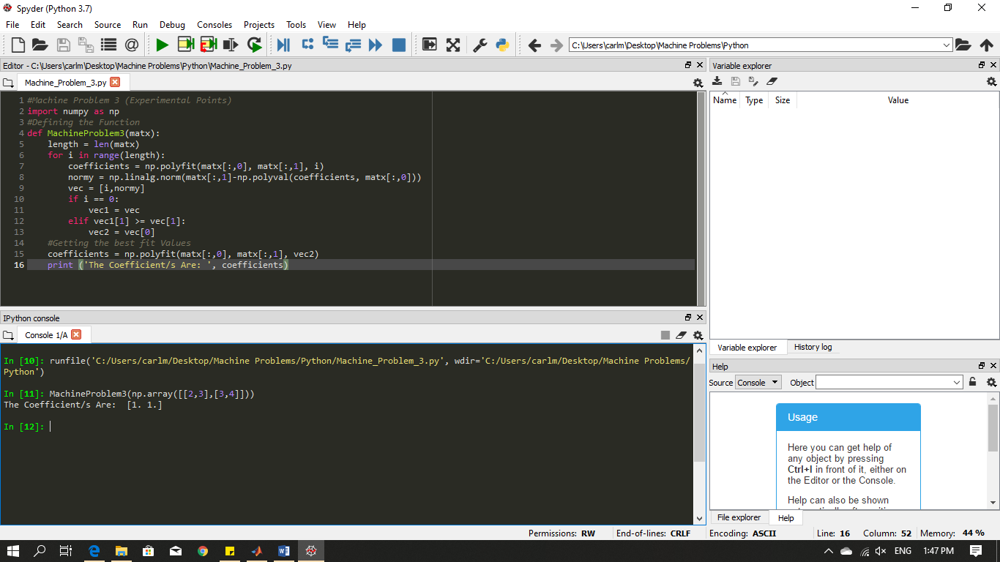 Spyder (Python 3.7)
File Edit Search Source Run Debug Consoles Projects Tools View Help
C:\Users\carlm\Desktop\Machine Problems\Python
Editor - C:\Users\carlm\Desktop\Machine Problems\Python\Machine_Problem_3.py
Machine_Problem_3.py
1 #Machine Problem 3 (Experimental Points)
2 import numpy as np
3 #Defining the Function
4 def MachineProblem3(matx):
5     length = len(matx)
6     for i in range(length):
7         coefficients = np.polyfit(matx[:,0], matx[:,1], i)
8         normy = np.linalg.norm(matx[:,1]-np.polyval(coefficients, matx[:,0]))
9         vec = [i,normy]
10         if i == 0:
11             vec1 = vec
12         elif vec1[1] >= vec[1]:
13             vec2 = vec[0]
14     #Getting the best fit Values
15     coefficients = np.polyfit(matx[:,0], matx[:,1], vec2)
16     print ('The Coefficient/s Are: ', coefficients)
IPython console
Console 1/A
In [10]: runfile('C:/Users/carlm/Desktop/Machine Problems/Python/Machine_Problem_3.py', wdir='C:/Users/carlm/Desktop/Machine Problems/
Python')
In [11]: MachineProblem3(np.array([[2,3],[3,4]]))
The Coefficient/s Are:  [1. 1.]
In [12]:
Variable explorer
Name Type Size Value
Variable explorer History log
Help
Source Console Object
Usage
Here you can get help of
any object by pressing
Ctrl+I in front of it, either on
the Editor or the Console.
Help can also be shown
File explorer Help
Permissions: RW End-of-lines: CRLF Encoding: ASCII Line: 16 Column: 52 Memory: 44 %
ENG 1:47 PM